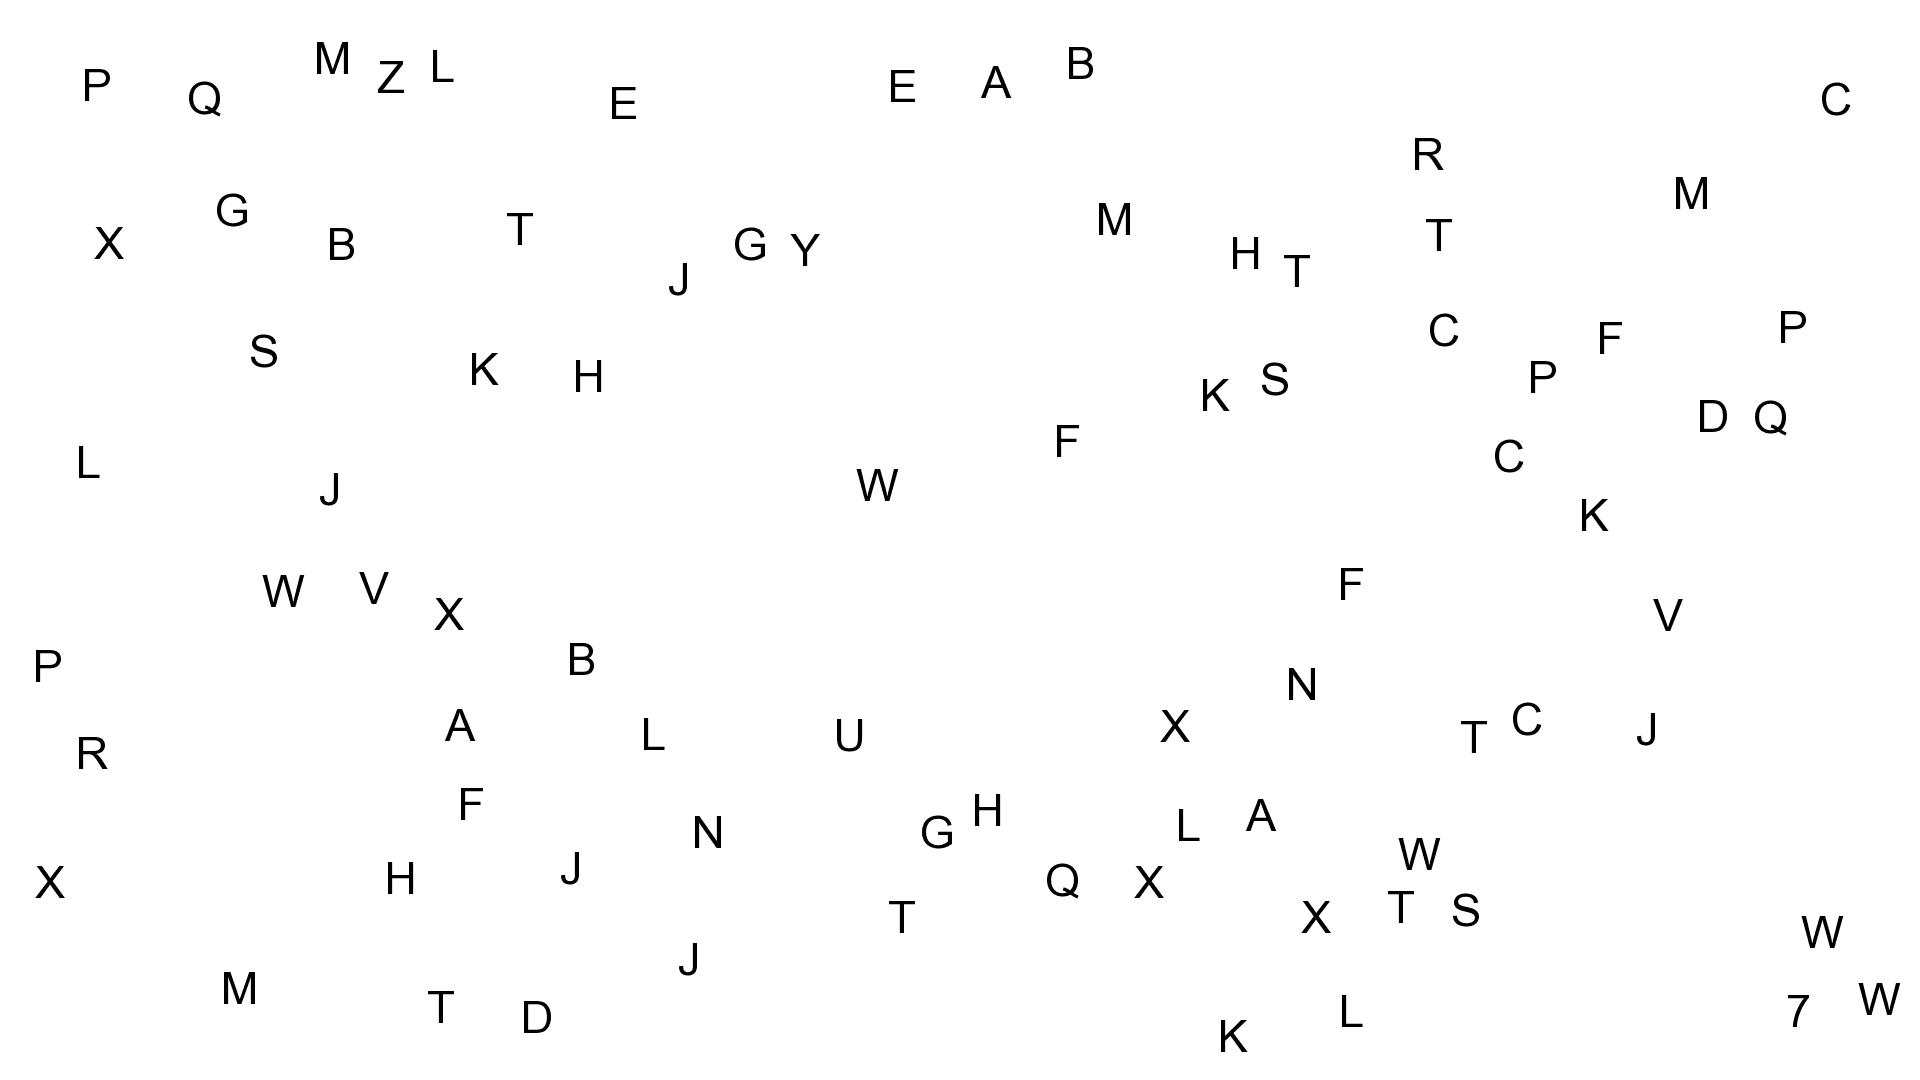 P Q M Z L E E A B C
R M
X G B T J G Y M H T T
S K H K S C P F P
L J W F C D Q
K
W V X F V
P B N
R A L U X T C J
F N G H L A W
X H J T Q X X T S
J W
M T D K L 7 W